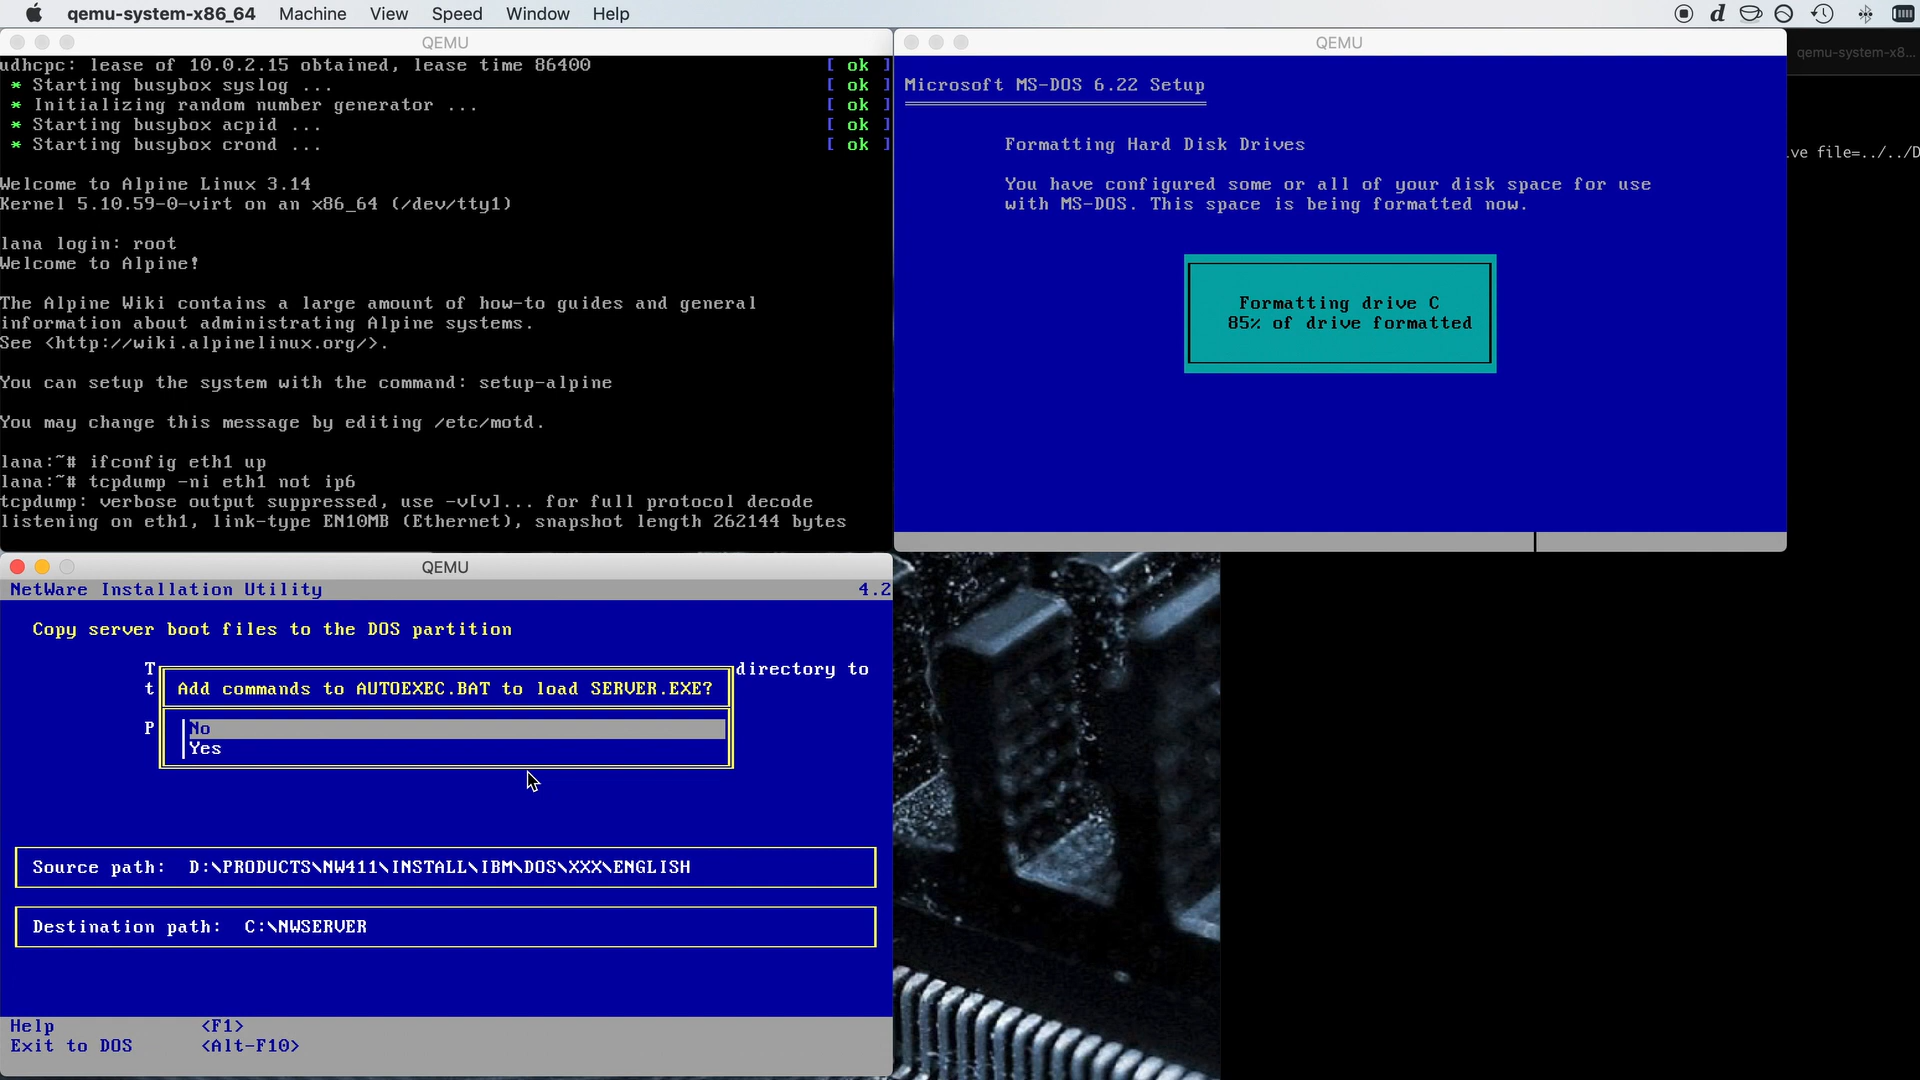 qemu-system-x86_64 Machine View Speed Window Help
QEMU
udhcpc: lease of 10.0.2.15 obtained, lease time 86400
* Starting busybox syslog ... [ ok ]
* Initializing random number generator ... [ ok ]
* Starting busybox acpid ... [ ok ]
* Starting busybox crond ... [ ok ]
Welcome to Alpine Linux 3.14
Kernel 5.10.59-0-virt on an x86_64 (/dev/tty1)
lana login: root
Welcome to Alpine!
The Alpine Wiki contains a large amount of how-to guides and general
information about administrating Alpine systems.
See <http://wiki.alpinelinux.org/>.
You can setup the system with the command: setup-alpine
You may change this message by editing /etc/motd.
lana:~# ifconfig eth1 up
lana:~# tcpdump -ni eth1 not ip6
tcpdump: verbose output suppressed, use -v[v]... for full protocol decode
listening on eth1, link-type EN10MB (Ethernet), snapshot length 262144 bytes
QEMU
Microsoft MS-DOS 6.22 Setup
Formatting Hard Disk Drives
You have configured some or all of your disk space for use
with MS-DOS. This space is being formatted now.
Formatting drive C
85% of drive formatted
qemu-system-x8...
ve file=../../D
QEMU
NetWare Installation Utility 4.2
Copy server boot files to the DOS partition
T directory to
t
P
Add commands to AUTOEXEC.BAT to load SERVER.EXE?
No
Yes
Source path: D:\PRODUCTS\NW411\INSTALL\IBM\DOS\XXX\ENGLISH
Destination path: C:\NWSERVER
Help <F1>
Exit to DOS <Alt-F10>